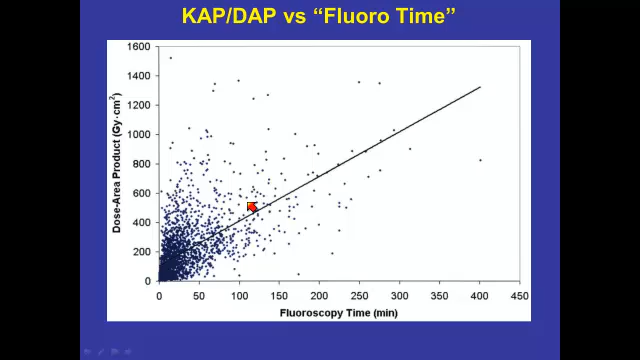 KAP/DAP vs “Fluoro Time”
1600
1400
1200
1000
800
600
400
200
0
Dose-Area Product (Gy·cm²)
0 50 100 150 200 250 300 350 400 450
Fluoroscopy Time (min)